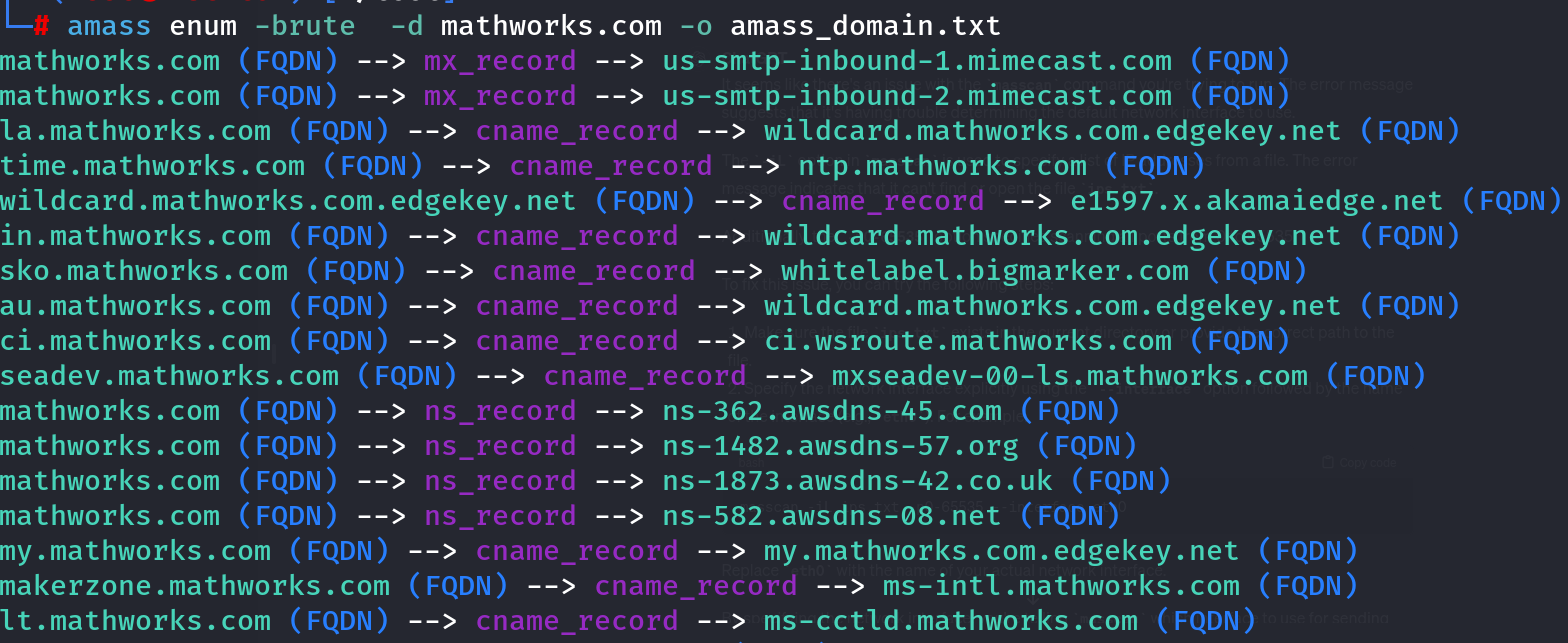 # amass enum -brute  -d mathworks.com -o amass_domain.txt
mathworks.com (FQDN) --> mx_record --> us-smtp-inbound-1.mimecast.com (FQDN)
mathworks.com (FQDN) --> mx_record --> us-smtp-inbound-2.mimecast.com (FQDN)
la.mathworks.com (FQDN) --> cname_record --> wildcard.mathworks.com.edgekey.net (FQDN)
time.mathworks.com (FQDN) --> cname_record --> ntp.mathworks.com (FQDN)
wildcard.mathworks.com.edgekey.net (FQDN) --> cname_record --> e1597.x.akamaiedge.net (FQDN)
in.mathworks.com (FQDN) --> cname_record --> wildcard.mathworks.com.edgekey.net (FQDN)
sko.mathworks.com (FQDN) --> cname_record --> whitelabel.bigmarker.com (FQDN)
au.mathworks.com (FQDN) --> cname_record --> wildcard.mathworks.com.edgekey.net (FQDN)
ci.mathworks.com (FQDN) --> cname_record --> ci.wsroute.mathworks.com (FQDN)
seadev.mathworks.com (FQDN) --> cname_record --> mxseadev-00-ls.mathworks.com (FQDN)
mathworks.com (FQDN) --> ns_record --> ns-362.awsdns-45.com (FQDN)
mathworks.com (FQDN) --> ns_record --> ns-1482.awsdns-57.org (FQDN)
mathworks.com (FQDN) --> ns_record --> ns-1873.awsdns-42.co.uk (FQDN)
mathworks.com (FQDN) --> ns_record --> ns-582.awsdns-08.net (FQDN)
my.mathworks.com (FQDN) --> cname_record --> my.mathworks.com.edgekey.net (FQDN)
makerzone.mathworks.com (FQDN) --> cname_record --> ms-intl.mathworks.com (FQDN)
lt.mathworks.com (FQDN) --> cname_record --> ms-cctld.mathworks.com (FQDN)